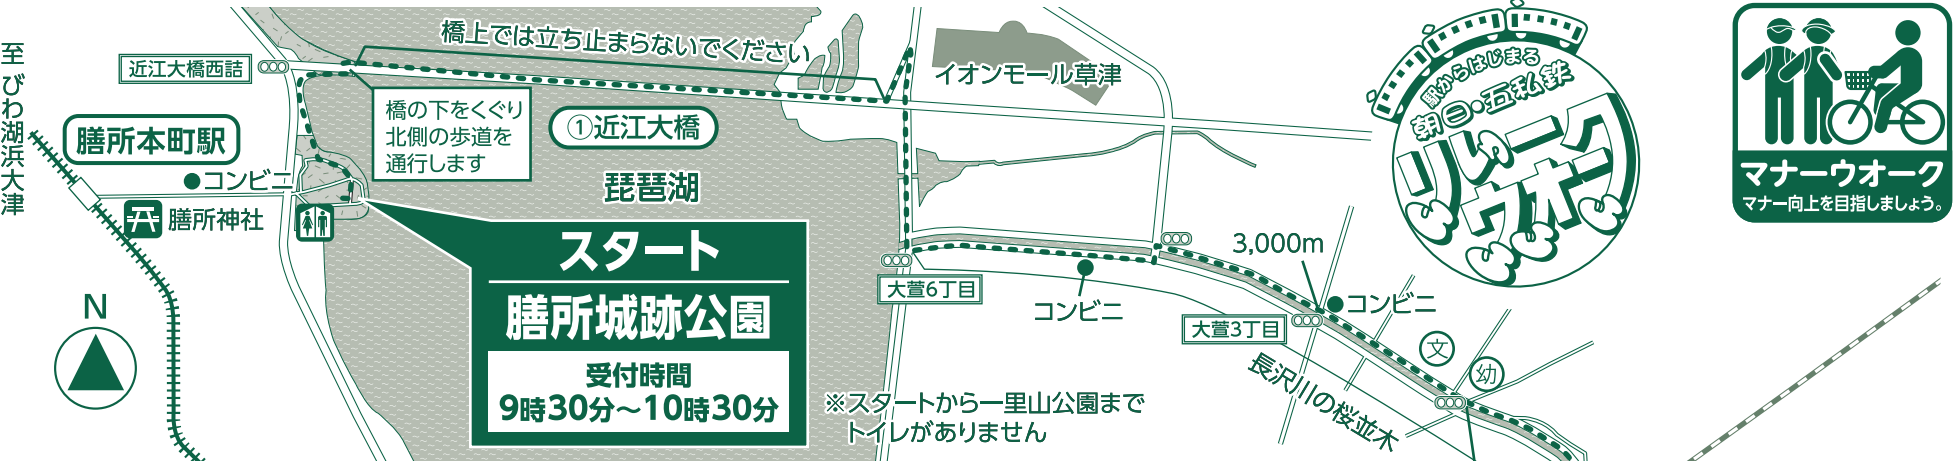 至 びわ湖浜大津
近江大橋西詰
橋上では立ち止まらないでください
イオンモール草津
橋の下をくぐり
北側の歩道を
通行します
①近江大橋
膳所本町駅
コンビニ
膳所神社
琵琶湖
スタート
膳所城跡公園
受付時間
9時30分～10時30分
N
大萱6丁目
コンビニ
3,000m
コンビニ
大萱3丁目
文
幼
長沢川の桜並木
※スタートから一里山公園まで
トイレがありません
駅からはじまる
朝日・五私鉄
りぃーく
ウオーク
マナーウオーク
マナー向上を目指しましょう。